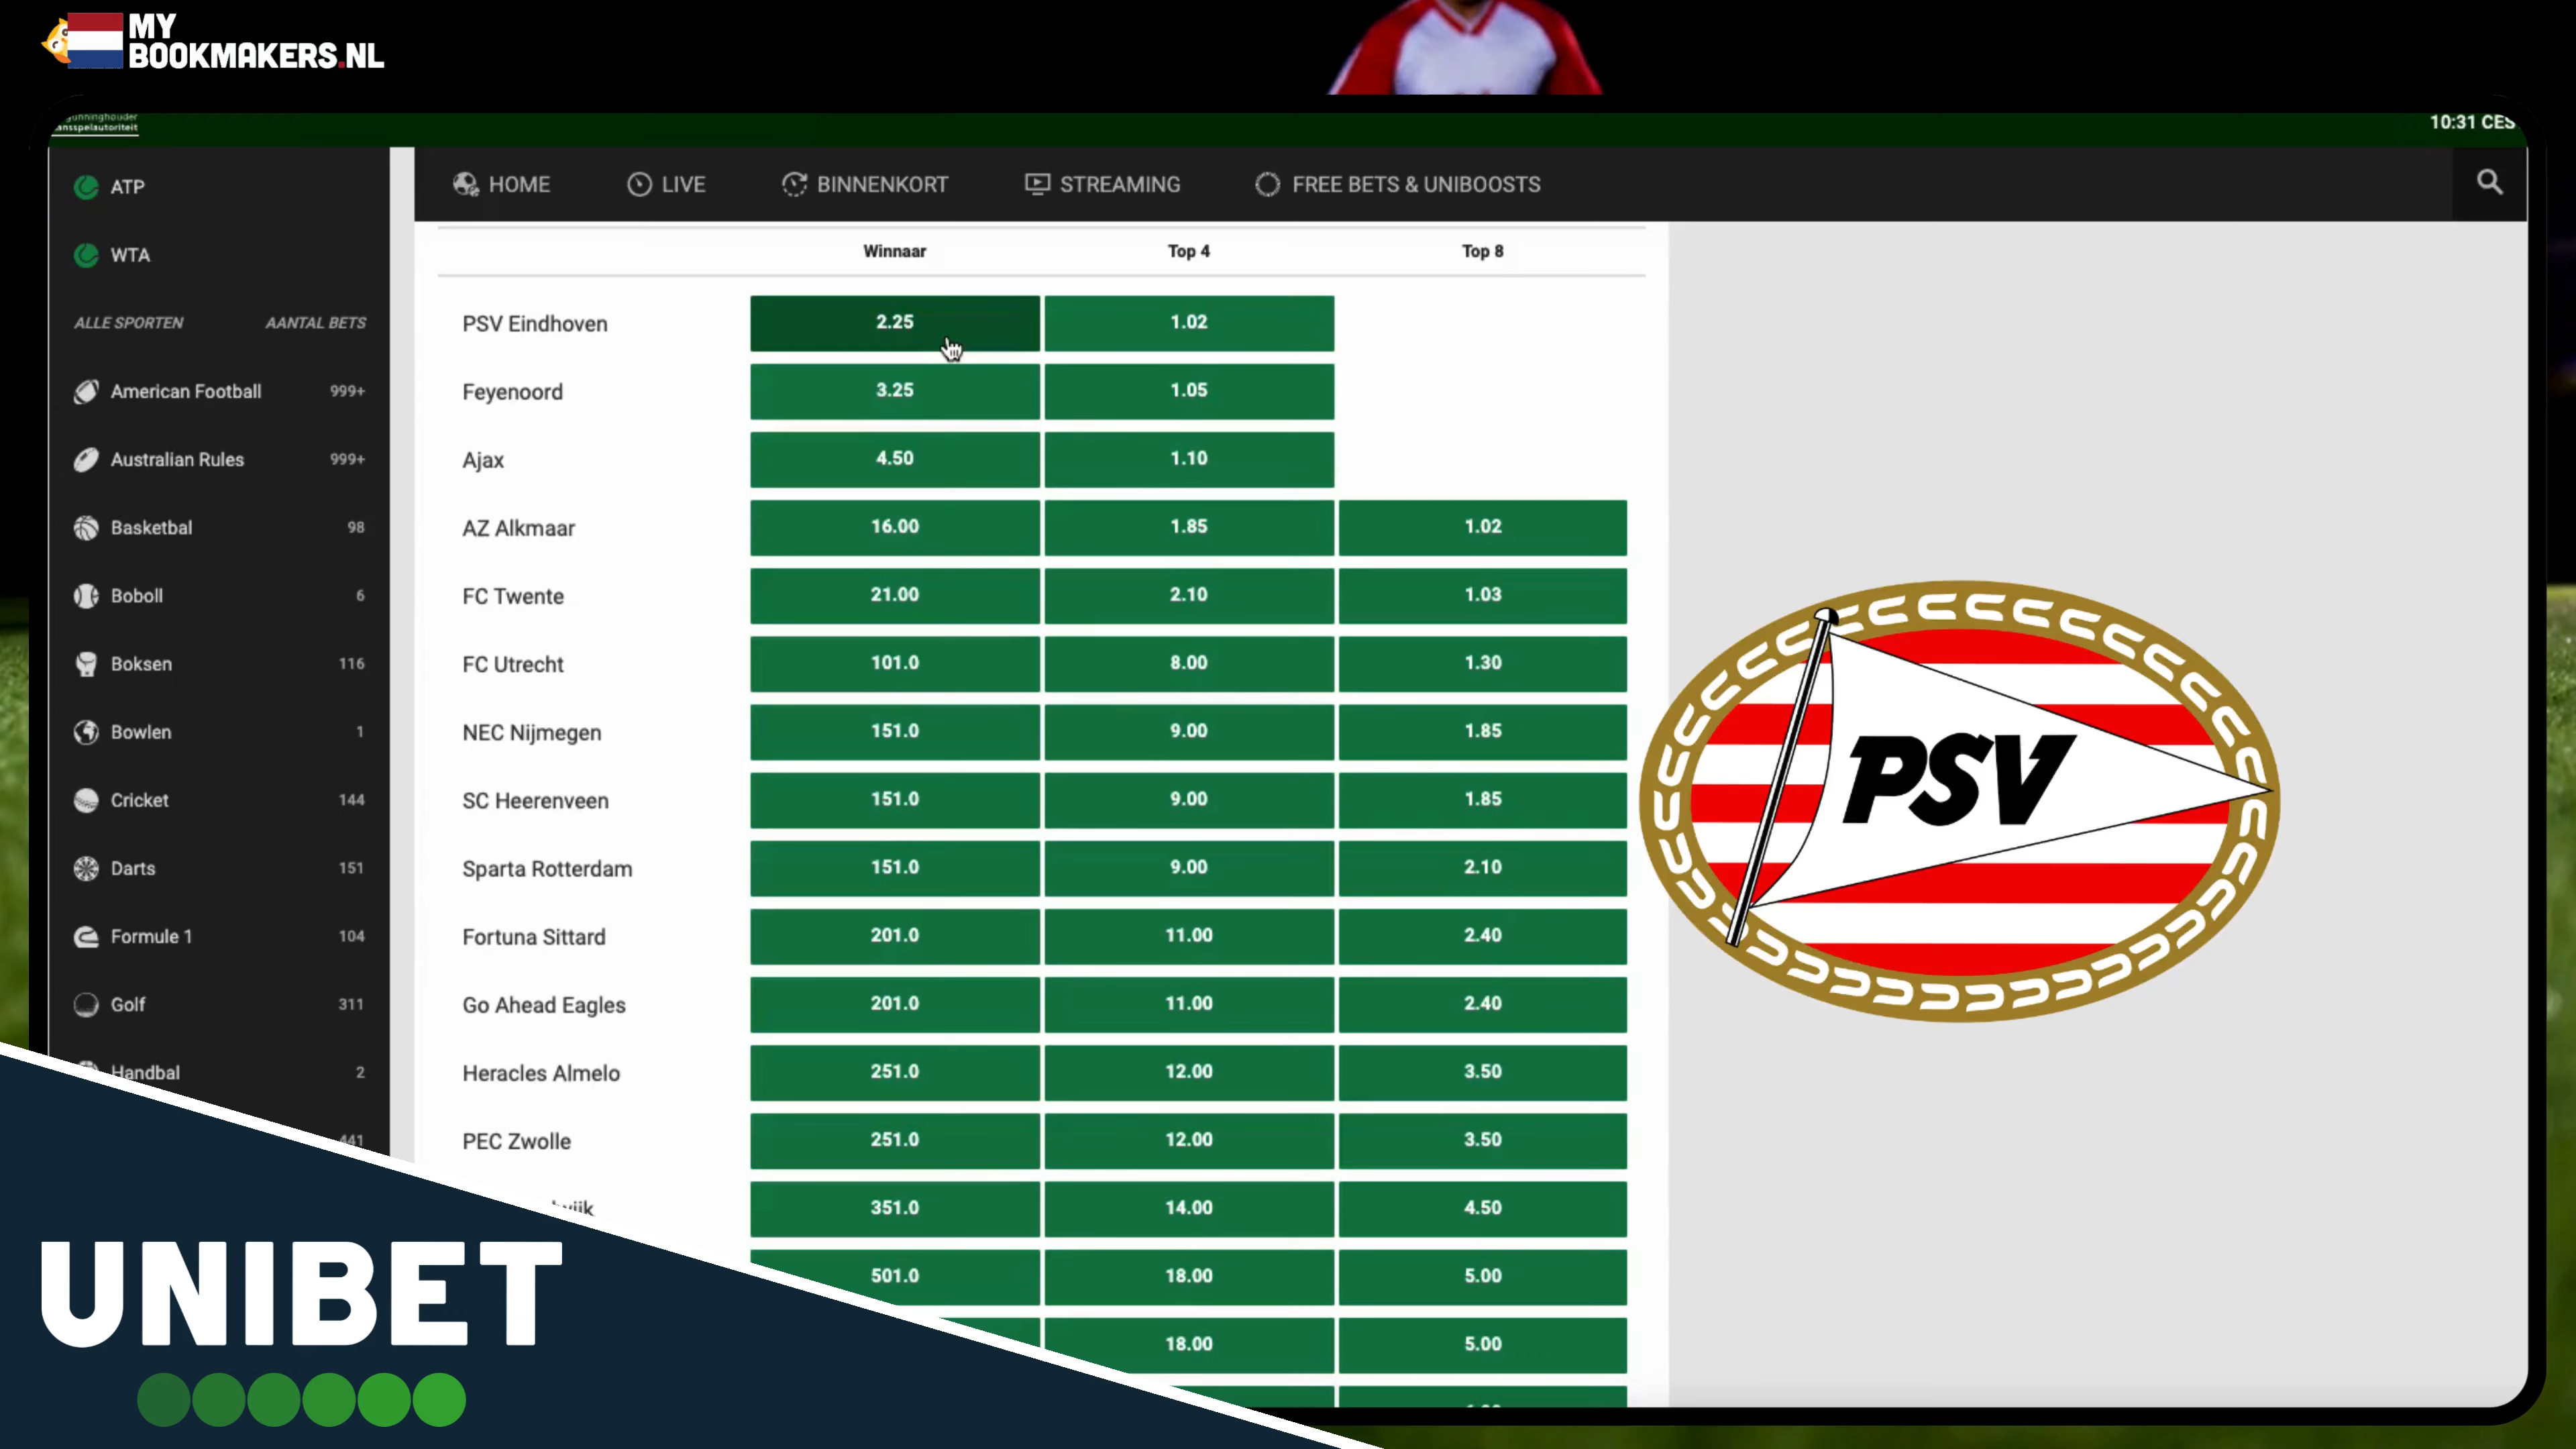 MY
BOOKMAKERS.NL
ansspelautoriteit
10:31 CES
HOME LIVE BINNENKORT STREAMING FREE BETS & UNIBOOSTS
ATP
WTA
ALLE SPORTEN AANTAL BETS
American Football 999+
Australian Rules 999+
Basketbal 98
Boboll 6
Boksen 116
Bowlen 1
Cricket 144
Darts 151
Formule 1 104
Golf 311
Handbal 2
441
Winnaar Top 4 Top 8
PSV Eindhoven 2.25 1.02
Feyenoord 3.25 1.05
Ajax 4.50 1.10
AZ Alkmaar 16.00 1.85 1.02
FC Twente 21.00 2.10 1.03
FC Utrecht 101.0 8.00 1.30
NEC Nijmegen 151.0 9.00 1.85
SC Heerenveen 151.0 9.00 1.85
Sparta Rotterdam 151.0 9.00 2.10
Fortuna Sittard 201.0 11.00 2.40
Go Ahead Eagles 201.0 11.00 2.40
Heracles Almelo 251.0 12.00 3.50
PEC Zwolle 251.0 12.00 3.50
351.0 14.00 4.50
501.0 18.00 5.00
18.00 5.00
PSV
UNIBET